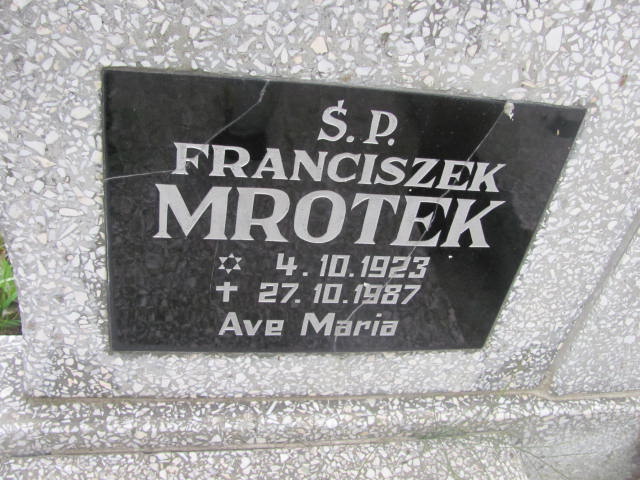 Ś.P.
FRANCISZEK
MROTEK
✡ 4.10.1923
✝ 27.10.1987
Ave Maria